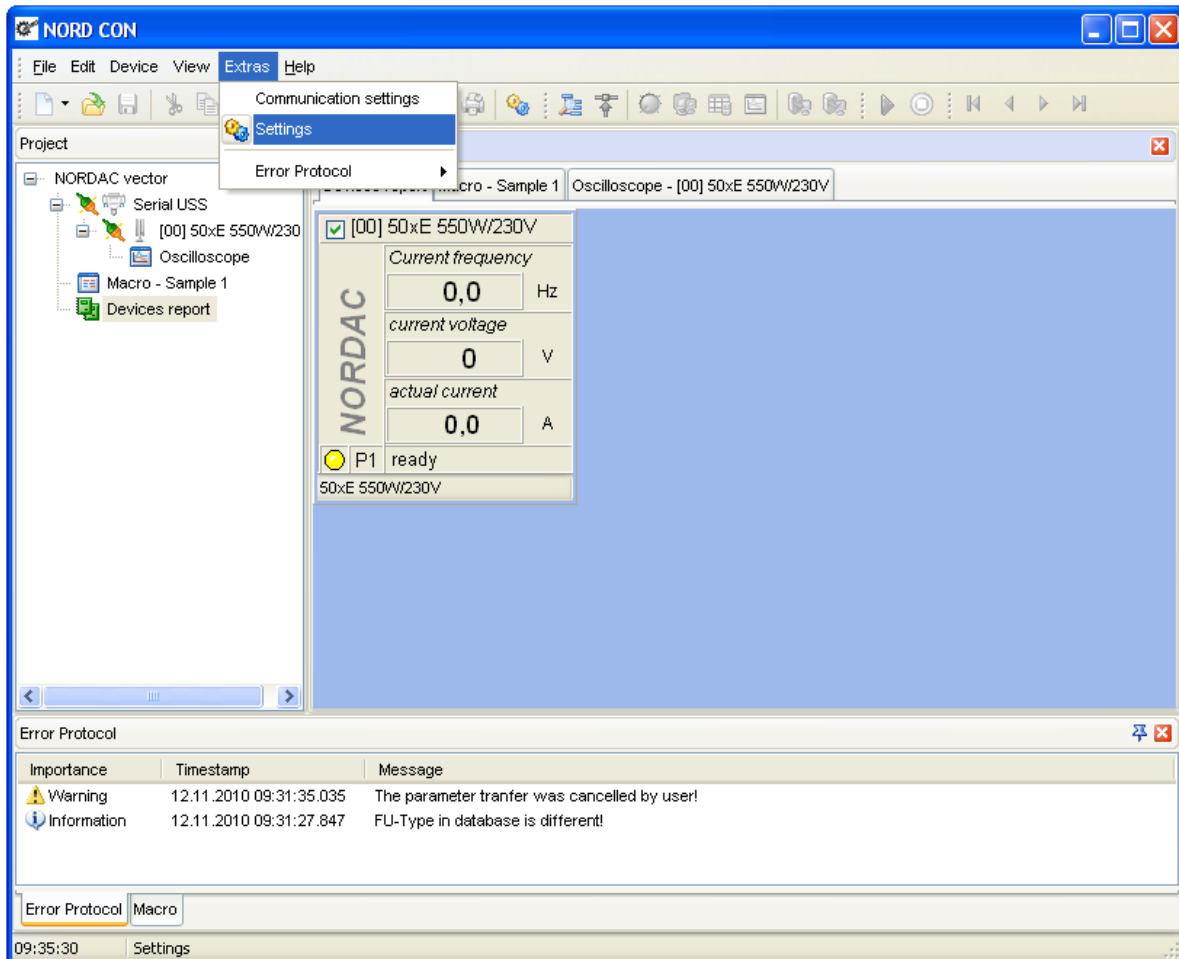 NORD CON
File Edit Device View Extras Help
Communication settings
Settings
Error Protocol
Project
NORDAC vector
Serial USS
[00] 50xE 550W/230
Oscilloscope
Macro - Sample 1
Devices report
Sample 1
Oscilloscope - [00] 50xE 550W/230V
[00] 50xE 550W/230V
NORDAC
Current frequency
0,0 Hz
current voltage
0 V
actual current
0,0 A
P1 ready
50xE 550W/230V
Error Protocol
Importance Timestamp Message
Warning 12.11.2010 09:31:35.035 The parameter tranfer was cancelled by user!
Information 12.11.2010 09:31:27.847 FU-Type in database is different!
Error Protocol Macro
09:35:30 Settings